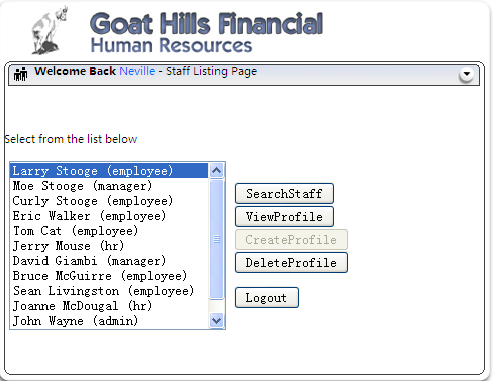 Goat Hills Financial
Human Resources
Welcome Back Neville - Staff Listing Page
Select from the list below
Larry Stooge (employee)
Moe Stooge (manager)
Curly Stooge (employee)
Eric Walker (employee)
Tom Cat (employee)
Jerry Mouse (hr)
David Giambi (manager)
Bruce McGuirre (employee)
Sean Livingston (employee)
Joanne McDougal (hr)
John Wayne (admin)
SearchStaff
ViewProfile
CreateProfile
DeleteProfile
Logout